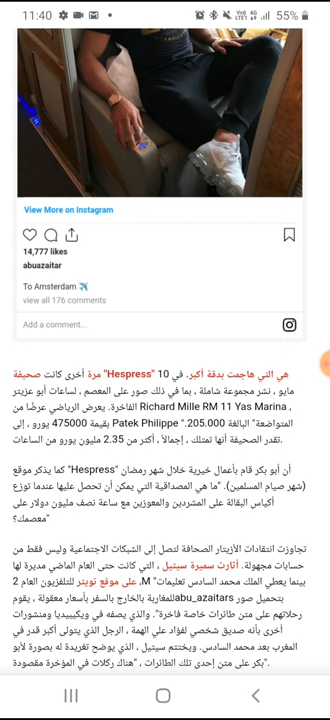 11:40
VoLTE1 4G 55%
View More on Instagram
14,777 likes
abuazaitar
To Amsterdam ✈️
view all 176 comments
Add a comment...
هي التي هاجمت بدقة أكبر. في 10 "Hespress" مرة أخرى كانت صحيفة
مايو ، نشر مجموعة شاملة ، بما في ذلك صور على المعصم ، لساعات أبو عزيتر
الفاخرة. يعرض الرياضي عرضًا من Richard Mille RM 11 Yas Marina ,
بقيمة 475000 يورو ، إلى Patek Philippe "المتواضعة" البالغة 205.000.
تقدر الصحيفة أنها تمتلك ، إجمالاً ، أكثر من 2.35 مليون يورو من الساعات.
أن أبو بكر قام بأعمال خيرية خلال شهر رمضان "Hespress" كما يذكر موقع
(شهر صيام المسلمين). "ما هي المصداقية التي يمكن أن تحصل عليها عندما توزع
أكياس البقالة على المشردين والمعوزين مع ساعة نصف مليون دولار على
معصمك؟"
تجاوزت انتقادات الأزيتار الصحافة لتصل إلى الشبكات الاجتماعية وليس فقط من
حسابات مجهولة. أثارت سميرة سيتيل ، التي كانت حتى العام الماضي مديرة لها
بينما يعطي الملك محمد السادس تعليمات" M. على موقع تويتر للتلفزيون العام 2
للمغاربة بالخارج بالسفر بأسعار معقولة ، يقوم abu_azaitars بتحميل صور
رحلاتهم على متن طائرات خاصة فاخرة". والذي يصفه في ويكيبيديا ومنشورات
أخرى بأنه صديق شخصي لفؤاد علي الهمة ، الرجل الذي يتولى أكبر قدر في
المغرب بعد محمد السادس. ويختتم سيتيل ، الذي يوضح تغريدة له بصورة لأبو
بكر على متن إحدى تلك الطائرات ، "هناك ركلات في المؤخرة مفقودة".